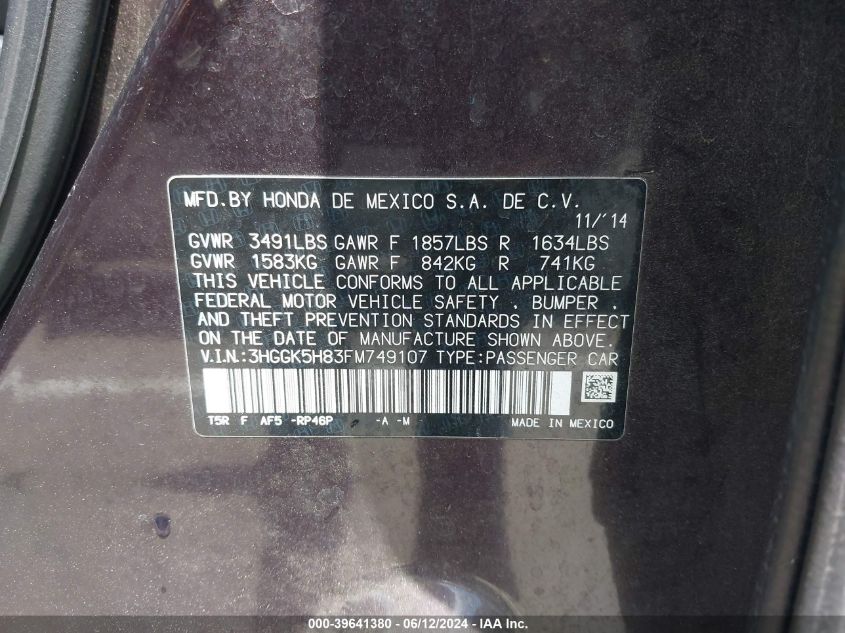 MFD.BY HONDA DE MEXICO S.A. DE C.V.
11/'14
GVWR 3491LBS GAWR F 1857LBS R 1634LBS
GVWR 1583KG GAWR F 842KG R 741KG
THIS VEHICLE CONFORMS TO ALL APPLICABLE
FEDERAL MOTOR VEHICLE SAFETY . BUMPER .
AND THEFT PREVENTION STANDARDS IN EFFECT
ON THE DATE OF MANUFACTURE SHOWN ABOVE.
V.I.N.:3HGGK5H83FM749107 TYPE:PASSENGER CAR
T5R F AF5 -RP46P -A -M MADE IN MEXICO
000-39641380 - 06/12/2024 - IAA Inc.